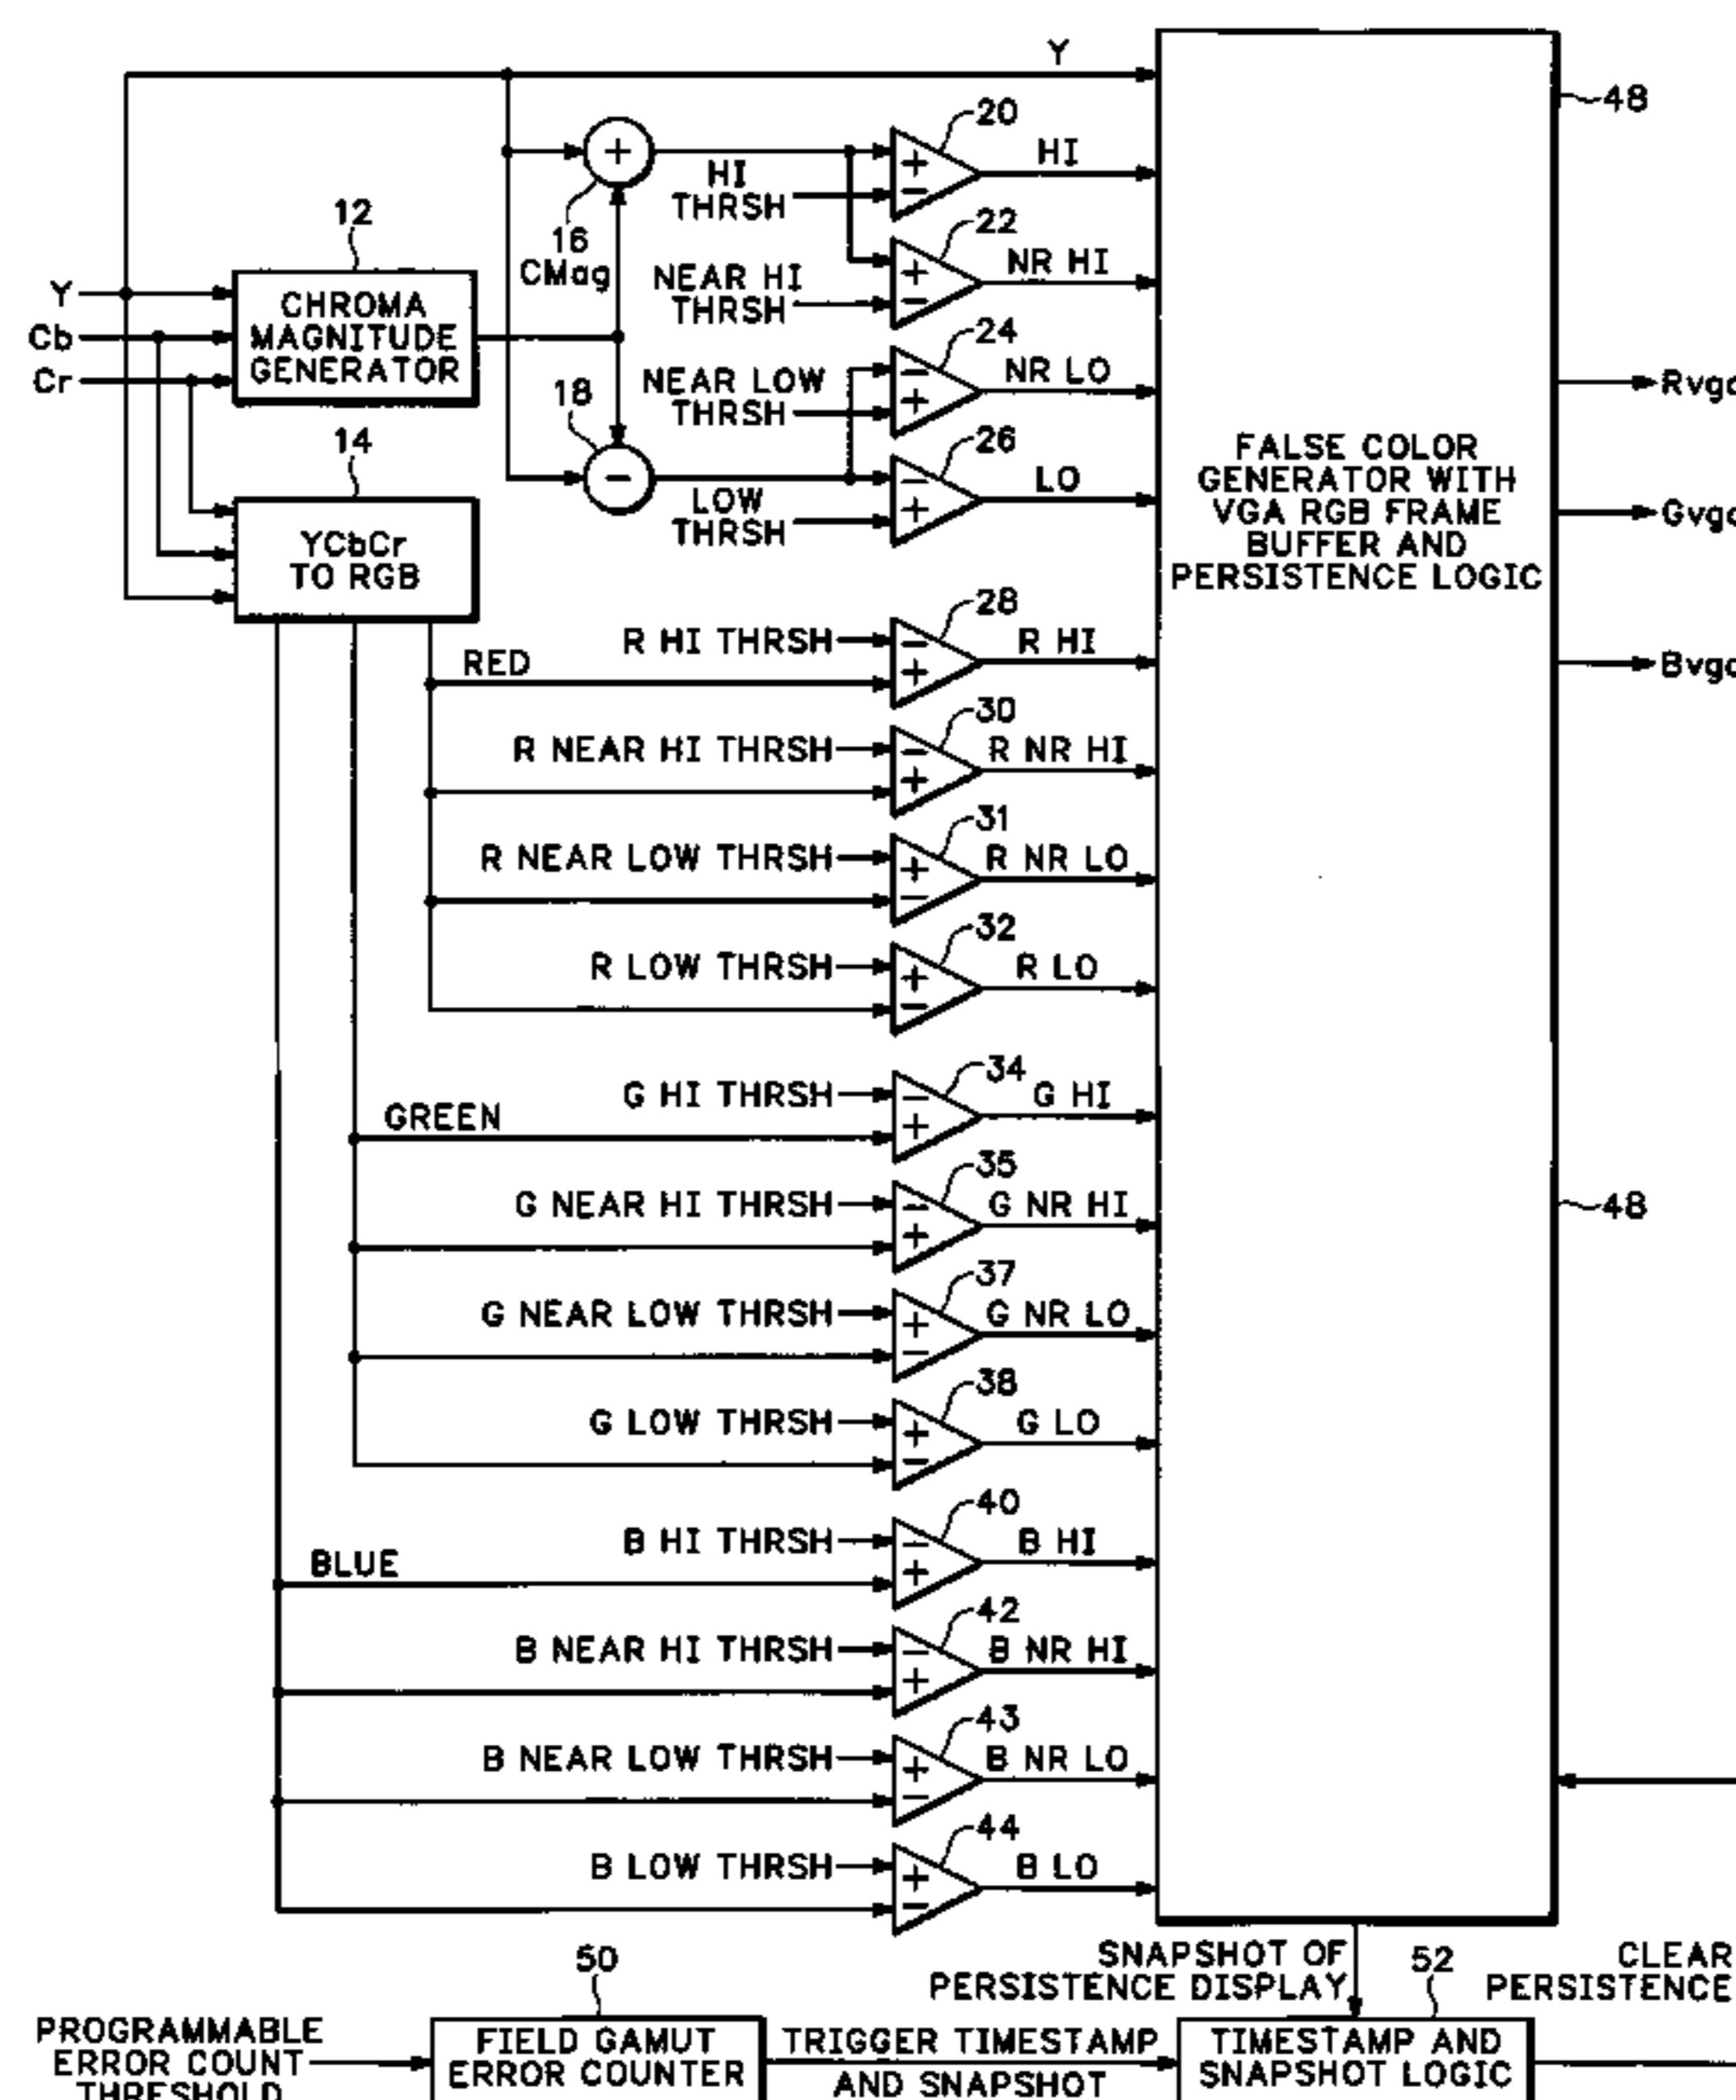 Y
48
20
HI
HI
THRSH
12
16
CMag
22
NR HI
NEAR HI
THRSH
Y
Cb
Cr
CHROMA
MAGNITUDE
GENERATOR
24
NR LO
NEAR LOW
THRSH
18
26
LO
LOW
THRSH
14
YCbCr
TO RGB
FALSE COLOR
GENERATOR WITH
VGA RGB FRAME
BUFFER AND
PERSISTENCE LOGIC
28
R HI THRSH
R HI
RED
30
R NEAR HI THRSH
R NR HI
31
R NEAR LOW THRSH
R NR LO
32
R LOW THRSH
R LO
34
G HI THRSH
G HI
GREEN
35
G NEAR HI THRSH
G NR HI
48
37
G NEAR LOW THRSH
G NR LO
38
G LOW THRSH
G LO
40
B HI THRSH
B HI
BLUE
42
B NEAR HI THRSH
B NR HI
43
B NEAR LOW THRSH
B NR LO
44
B LOW THRSH
B LO
SNAPSHOT OF
PERSISTENCE DISPLAY
52
CLEAR
PERSISTENCE
50
PROGRAMMABLE
ERROR COUNT
THRESHOLD
FIELD GAMUT
ERROR COUNTER
TRIGGER TIMESTAMP
AND SNAPSHOT
TIMESTAMP AND
SNAPSHOT LOGIC